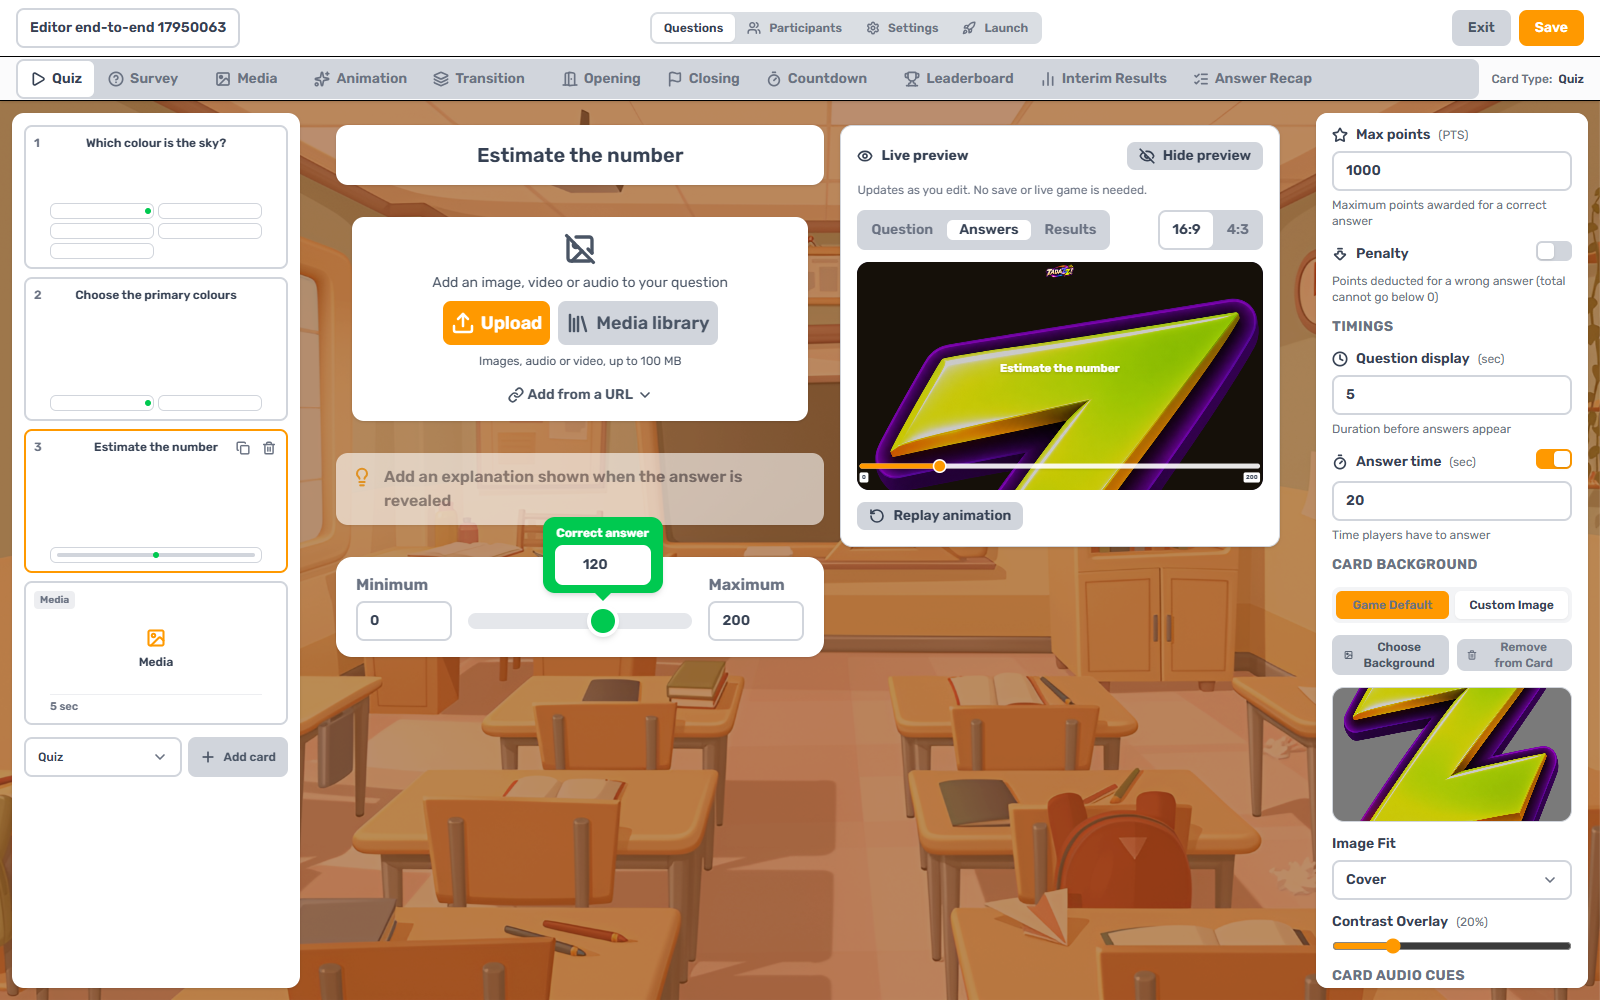 Editor end-to-end 17950063
Questions
Participants
Settings
Launch
Exit
Save
Quiz
Survey
Media
Animation
Transition
Opening
Closing
Countdown
Leaderboard
Interim Results
Answer Recap
Card Type: Quiz
1
Which colour is the sky?
2
Choose the primary colours
3
Estimate the number
Media
Media
5 sec
Quiz
Add card
Estimate the number
Add an image, video or audio to your question
Upload
Media library
Images, audio or video, up to 100 MB
Add from a URL
Add an explanation shown when the answer is
revealed
Correct answer
120
Minimum
0
Maximum
200
Live preview
Hide preview
Updates as you edit. No save or live game is needed.
Question
Answers
Results
16:9
4:3
Estimate the number
0
200
Replay animation
Max points (PTS)
1000
Maximum points awarded for a correct
answer
Penalty
Points deducted for a wrong answer (total
cannot go below 0)
TIMINGS
Question display (sec)
5
Duration before answers appear
Answer time (sec)
20
Time players have to answer
CARD BACKGROUND
Game Default
Custom Image
Choose
Background
Remove
from Card
Image Fit
Cover
Contrast Overlay (20%)
CARD AUDIO CUES